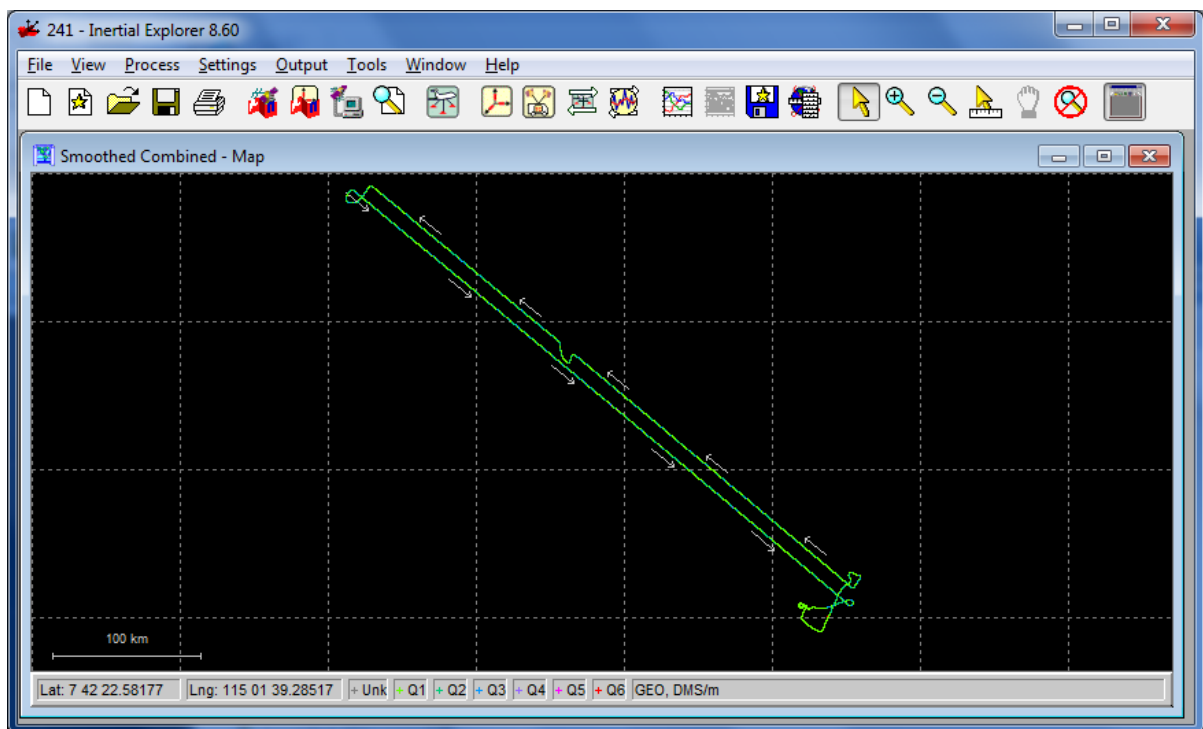 241 - Inertial Explorer 8.60
File View Process Settings Output Tools Window Help
Smoothed Combined - Map
100 km
Lat: 7 42 22.58177 Lng: 115 01 39.28517 + Unk + Q1 + Q2 + Q3 + Q4 + Q5 + Q6 GEO, DMS/m